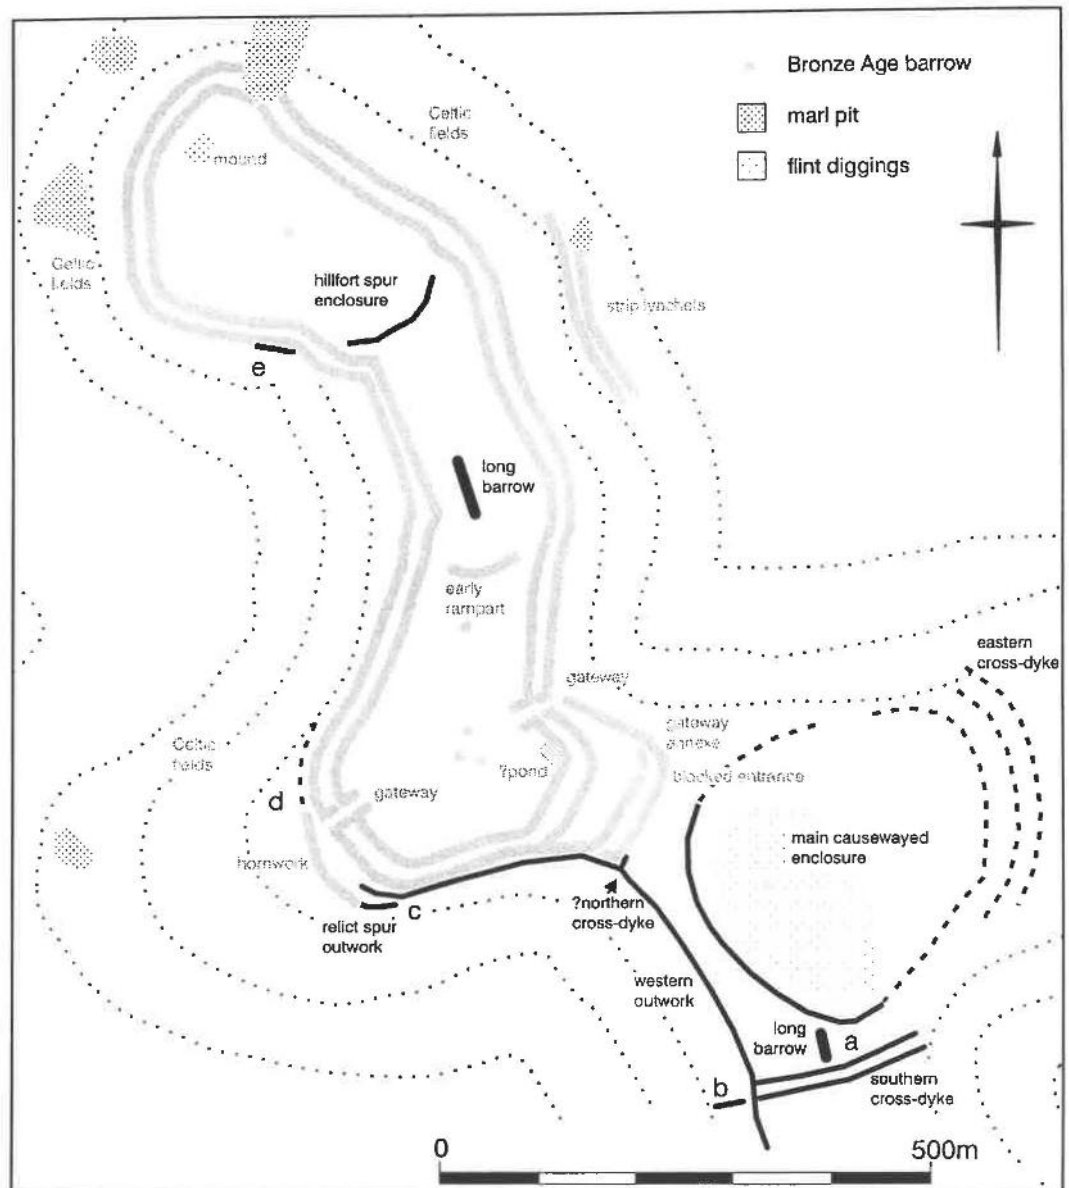 Bronze Age barrow
marl pit
flint diggings
Celtic
fields
mound
Celtic
fields
hillfort spur
enclosure
strip lynchets
e
long
barrow
early
rampart
eastern
cross-dyke
gateway
gateway
annexe
Celtic
fields
?pond
blocked entrance
gateway
d
main causewayed
enclosure
hornwork
c
?northern
cross-dyke
relict spur
outwork
western
outwork
long
barrow
a
b
southern
cross-dyke
0
500m